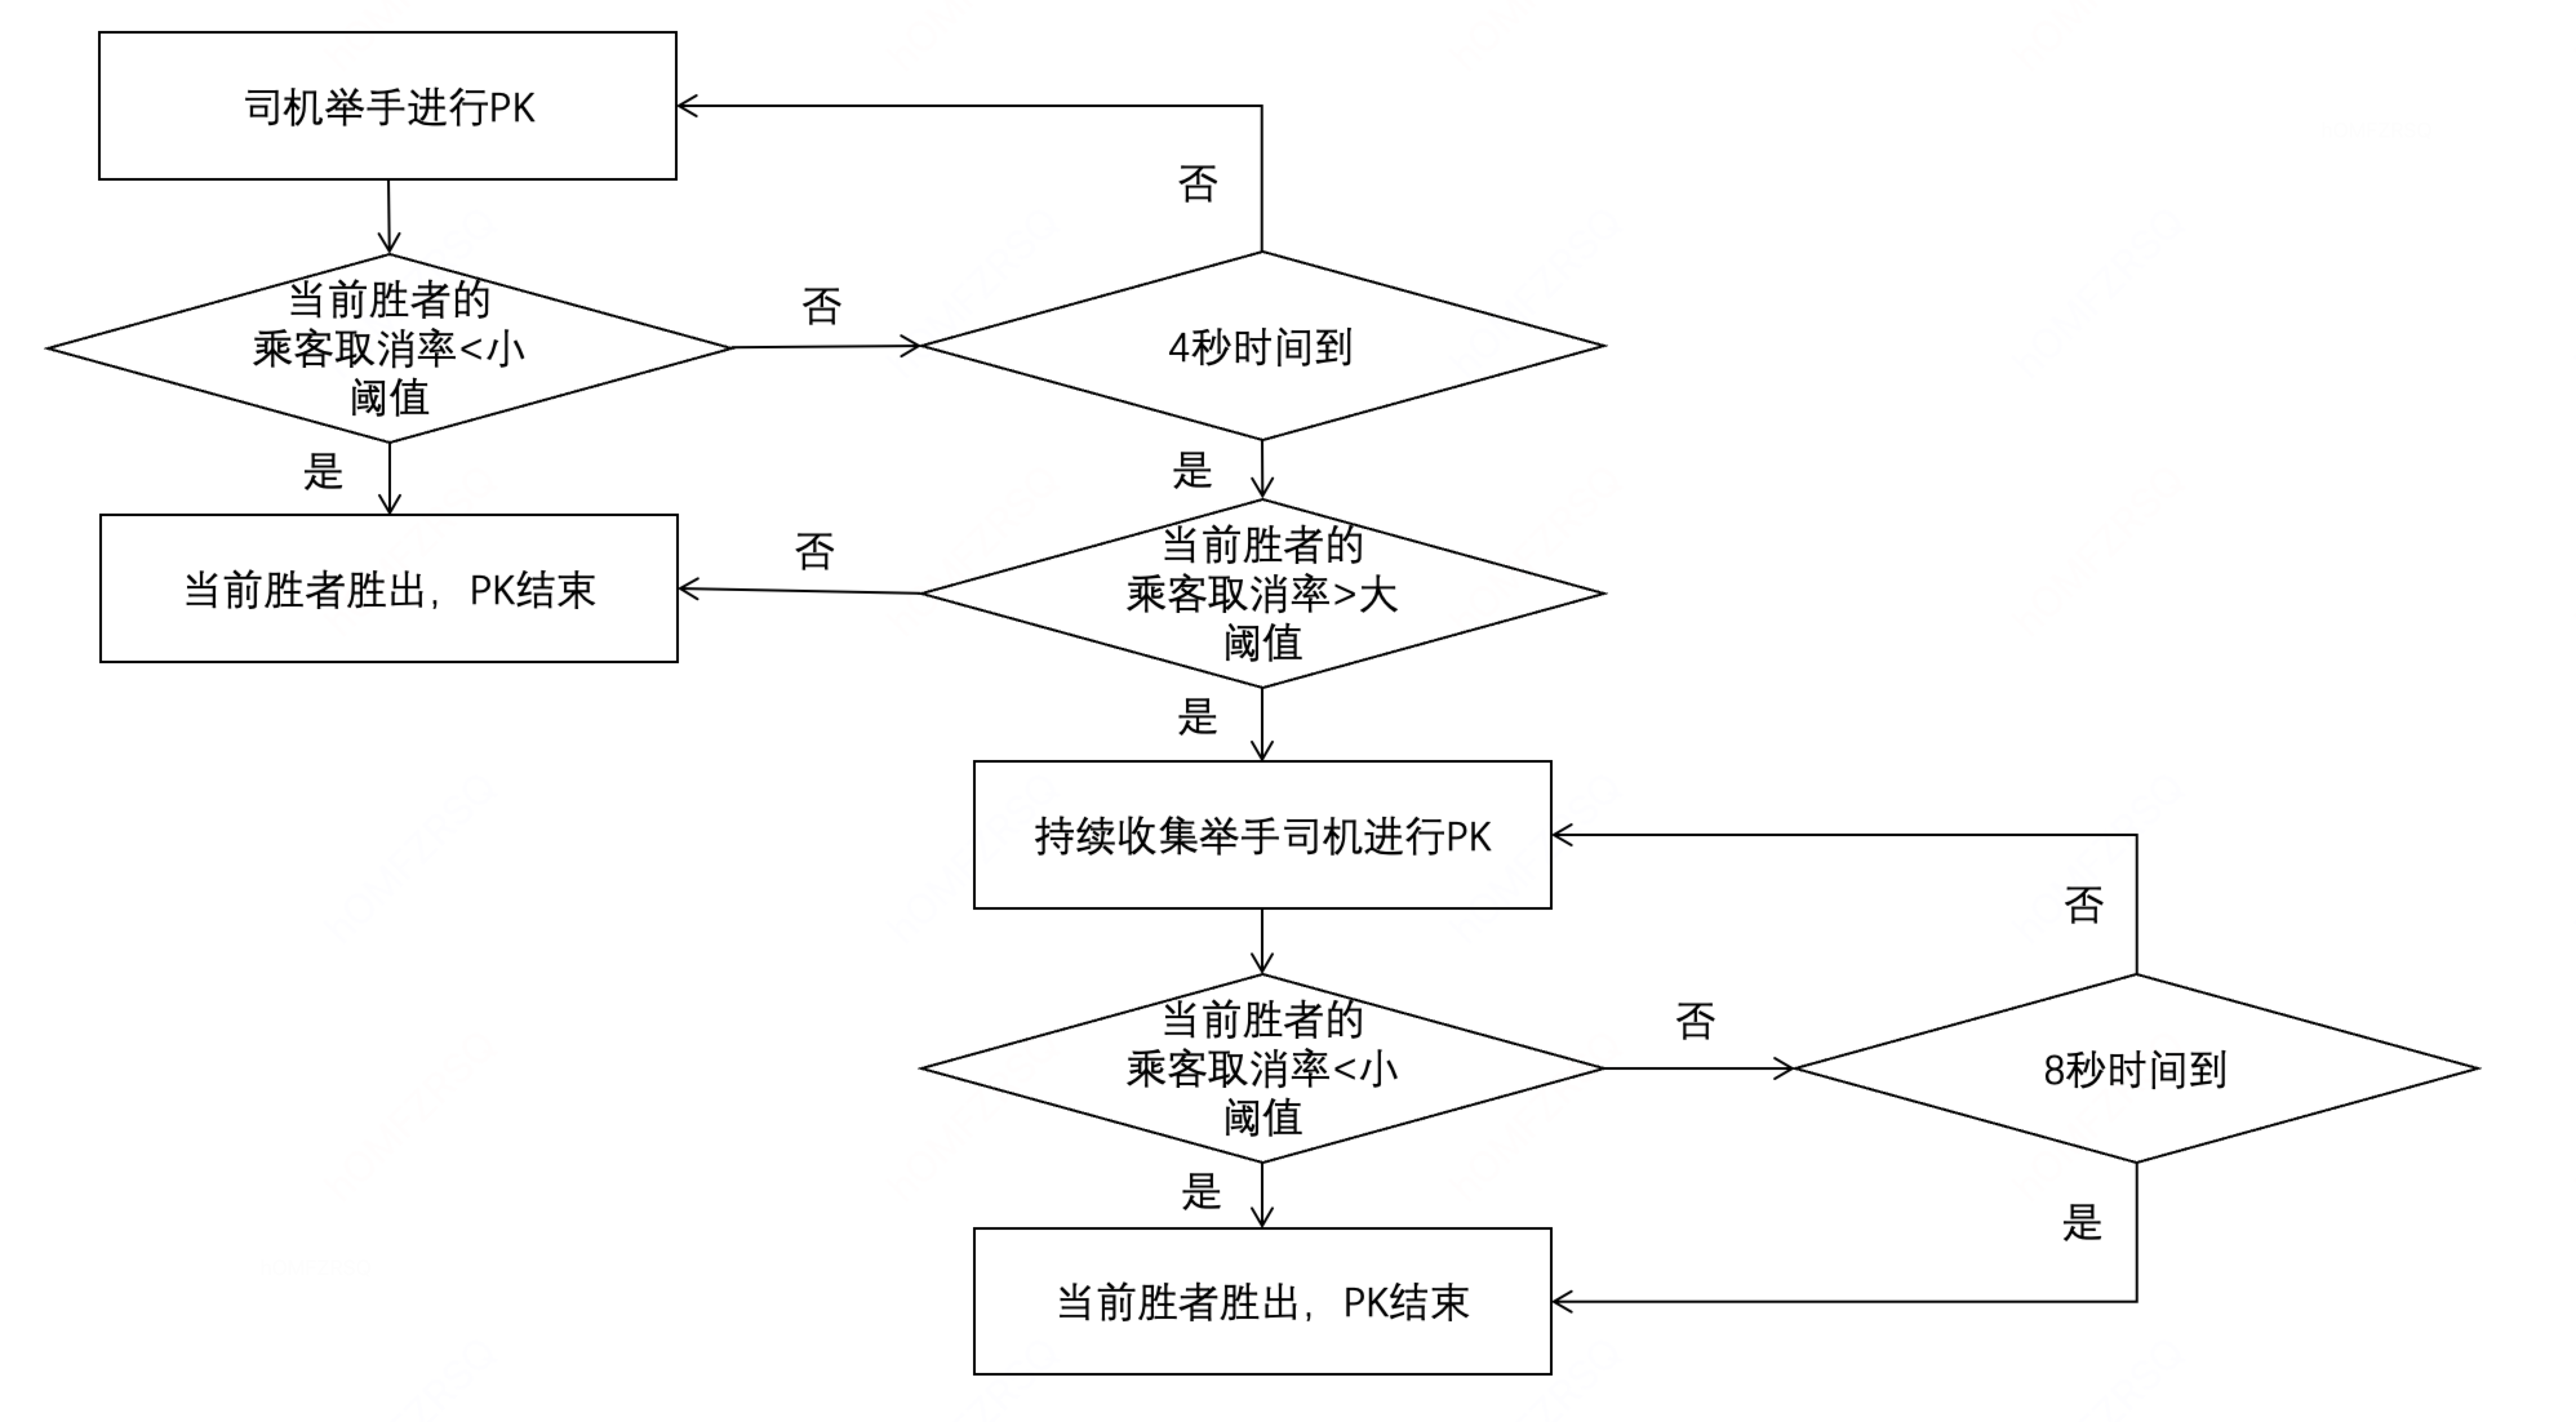 司机举手进行PK
否
当前胜者的
乘客取消率<小
阈值
否
4秒时间到
是
是
当前胜者胜出，PK结束
否
当前胜者的
乘客取消率>大
阈值
是
持续收集举手司机进行PK
否
当前胜者的
乘客取消率<小
阈值
否
8秒时间到
是
是
当前胜者胜出，PK结束